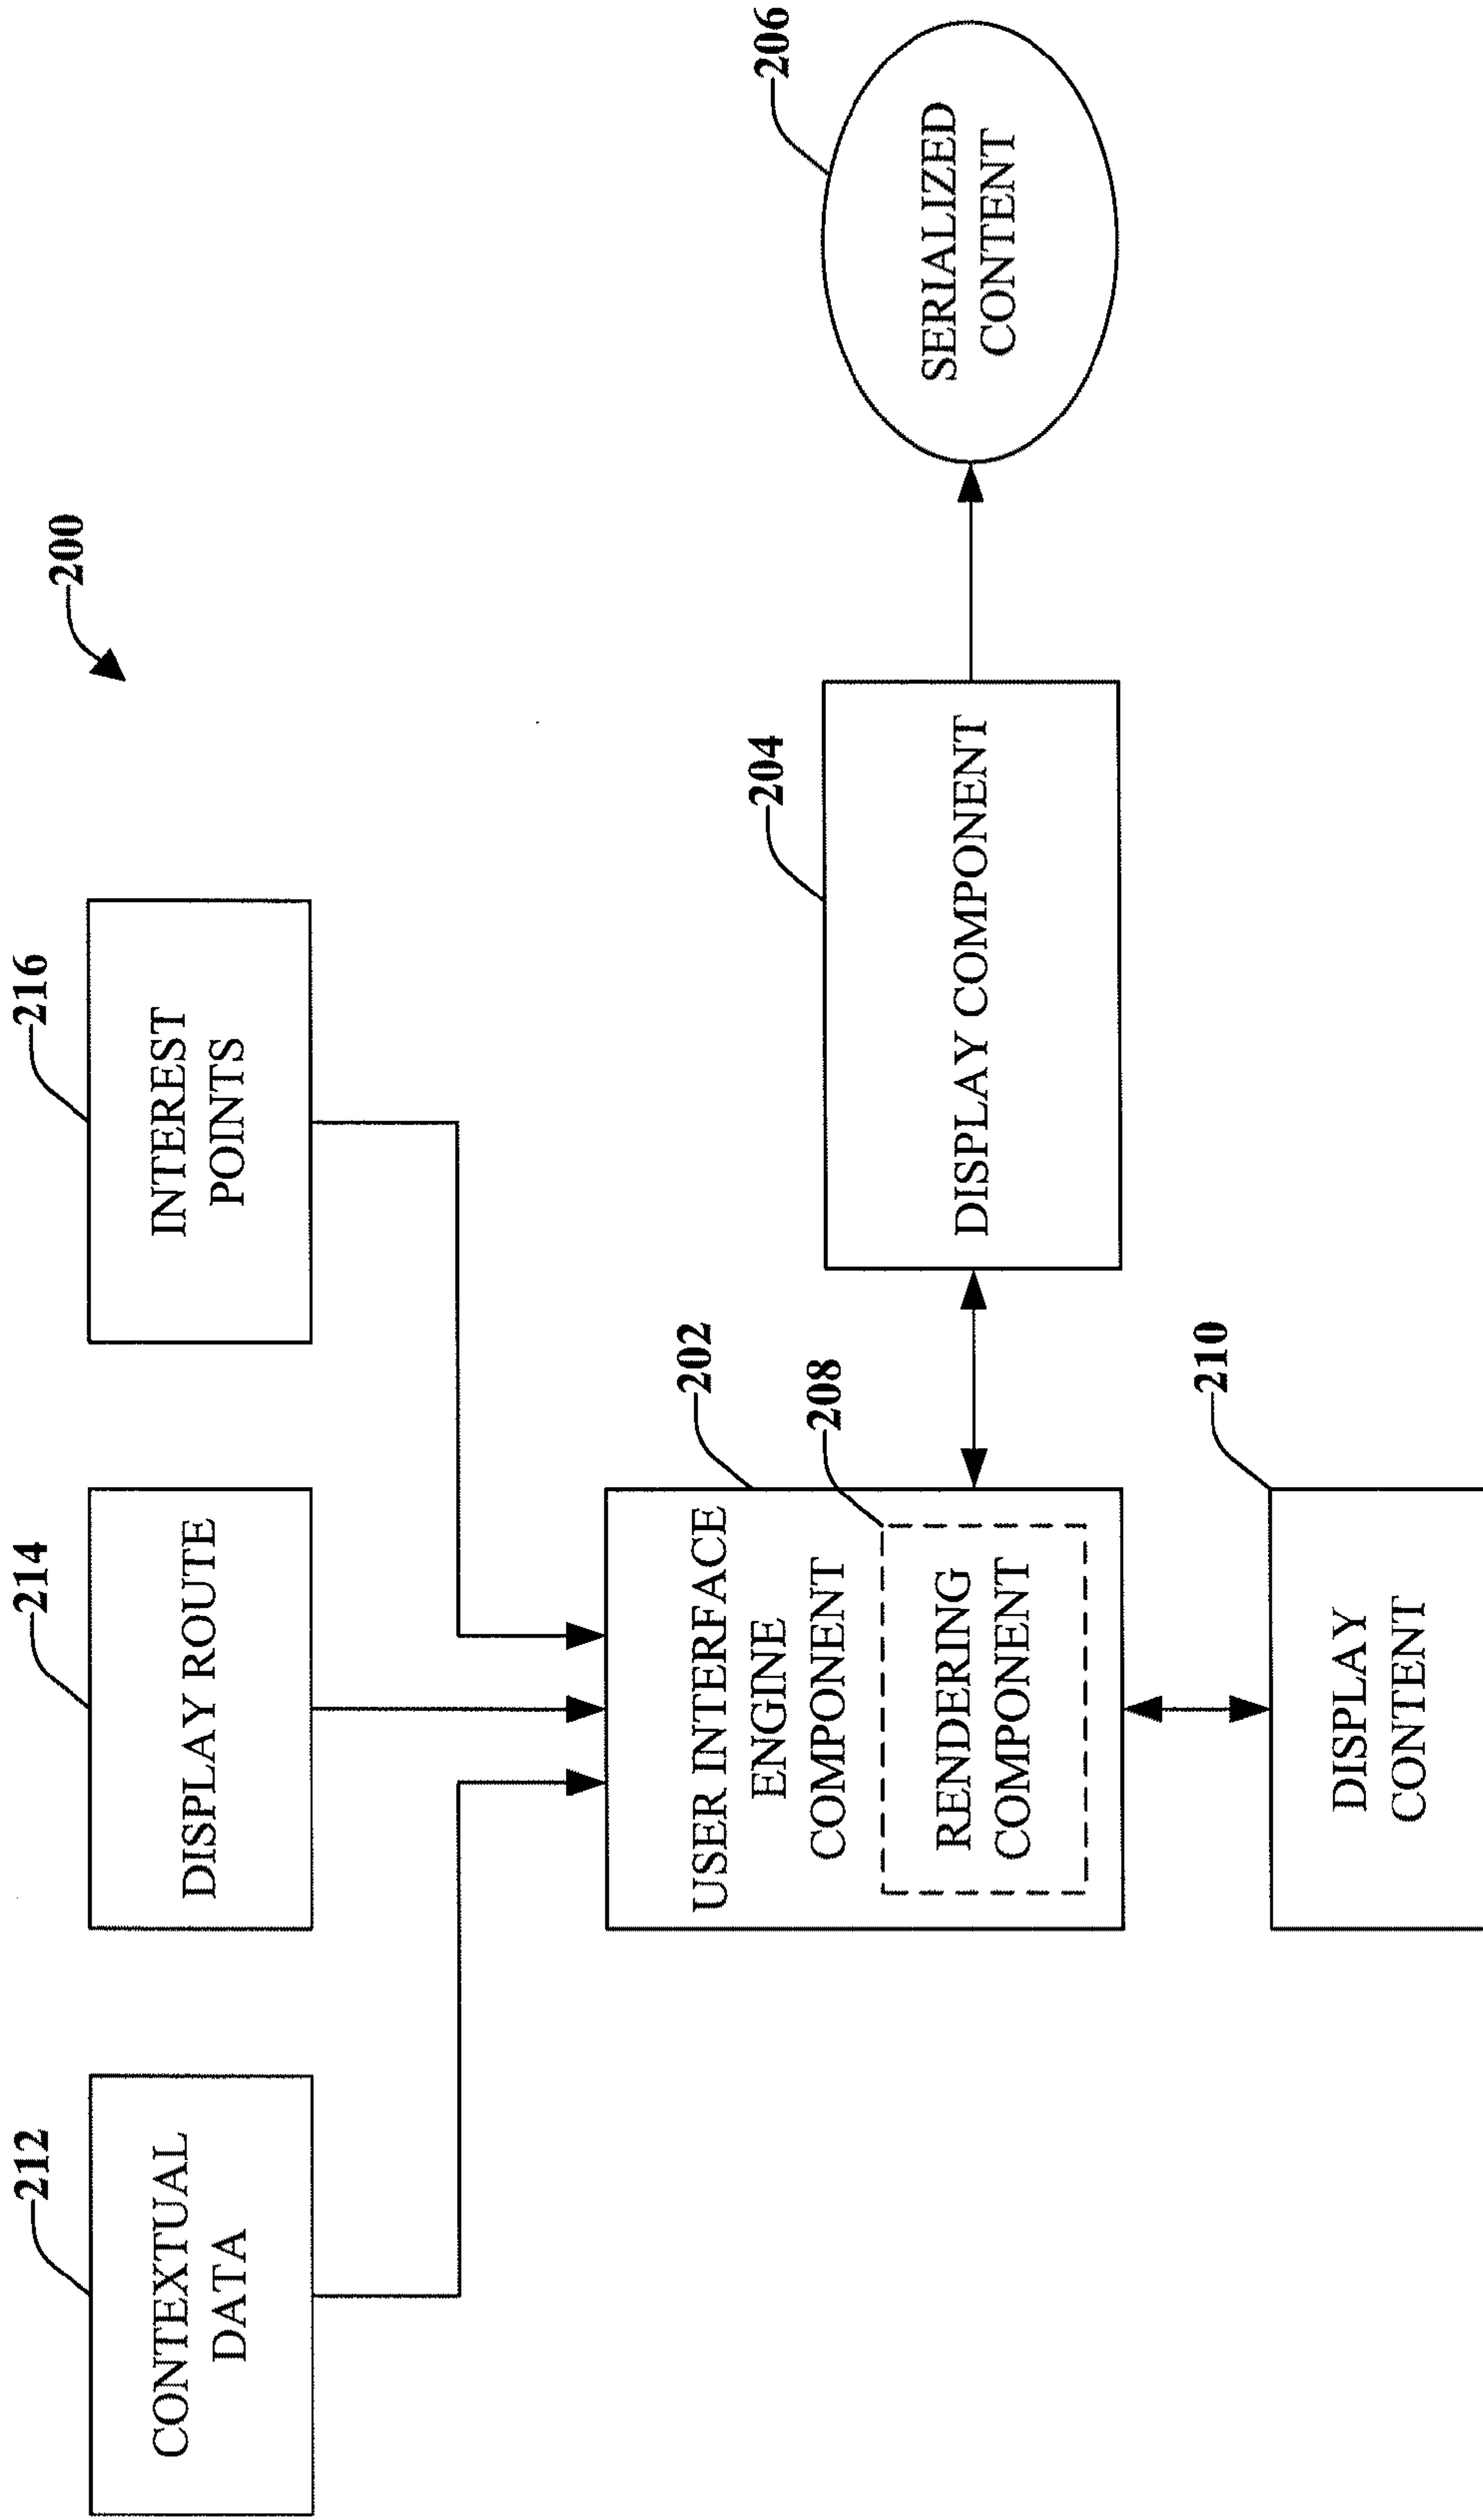 200
212
CONTEXTUAL
DATA
214
DISPLAY ROUTE
216
INTEREST
POINTS
202
USER INTERFACE
ENGINE
COMPONENT
208
RENDERING
COMPONENT
204
DISPLAY COMPONENT
206
SERIALIZED
CONTENT
210
DISPLAY
CONTENT